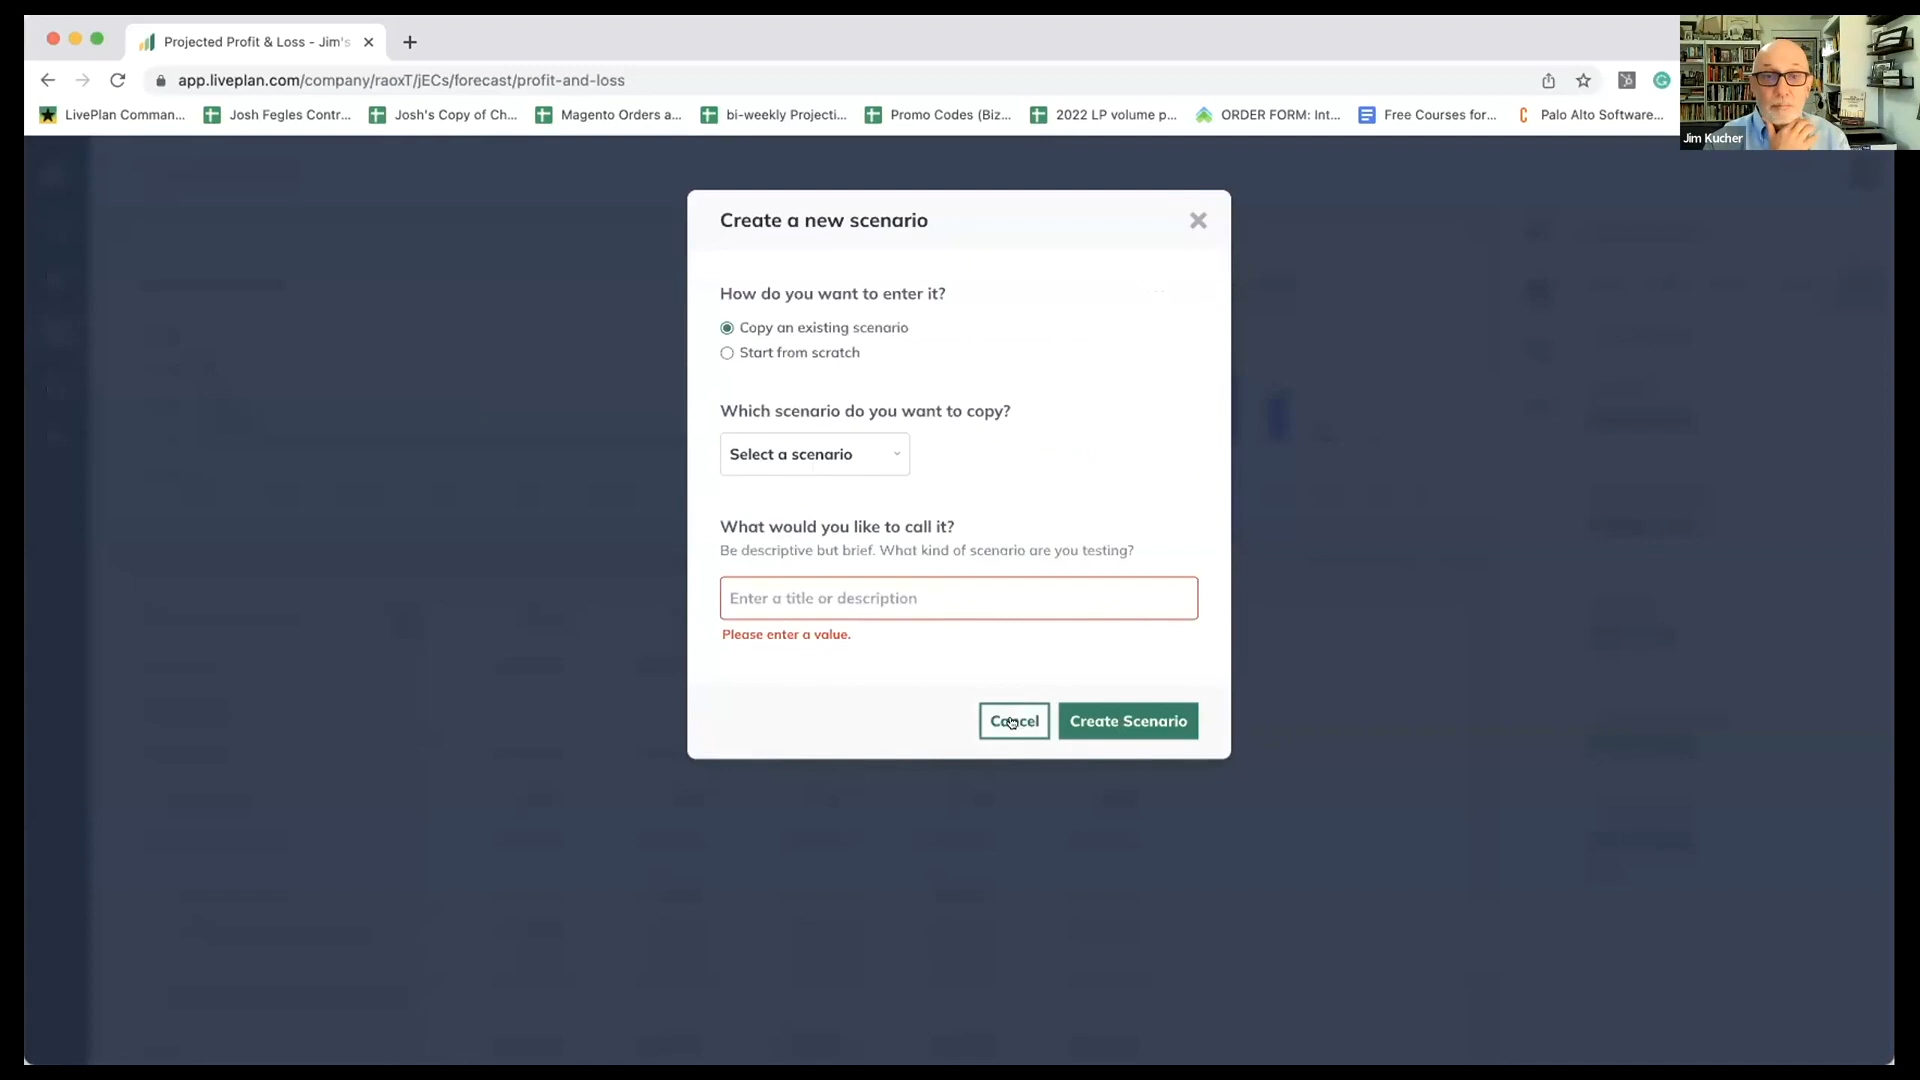 Projected Profit & Loss - Jim's
app.liveplan.com/company/raoxT/jECs/forecast/profit-and-loss
LivePlan Comman...
Josh Fegles Contr...
Josh's Copy of Ch...
Magento Orders a...
bi-weekly Projecti...
Promo Codes (Biz...
2022 LP volume p...
ORDER FORM: Int...
Free Courses for...
Palo Alto Software...
Jim Kucher
Create a new scenario
How do you want to enter it?
Copy an existing scenario
Start from scratch
Which scenario do you want to copy?
Select a scenario
What would you like to call it?
Be descriptive but brief. What kind of scenario are you testing?
Enter a title or description
Please enter a value.
Cancel
Create Scenario